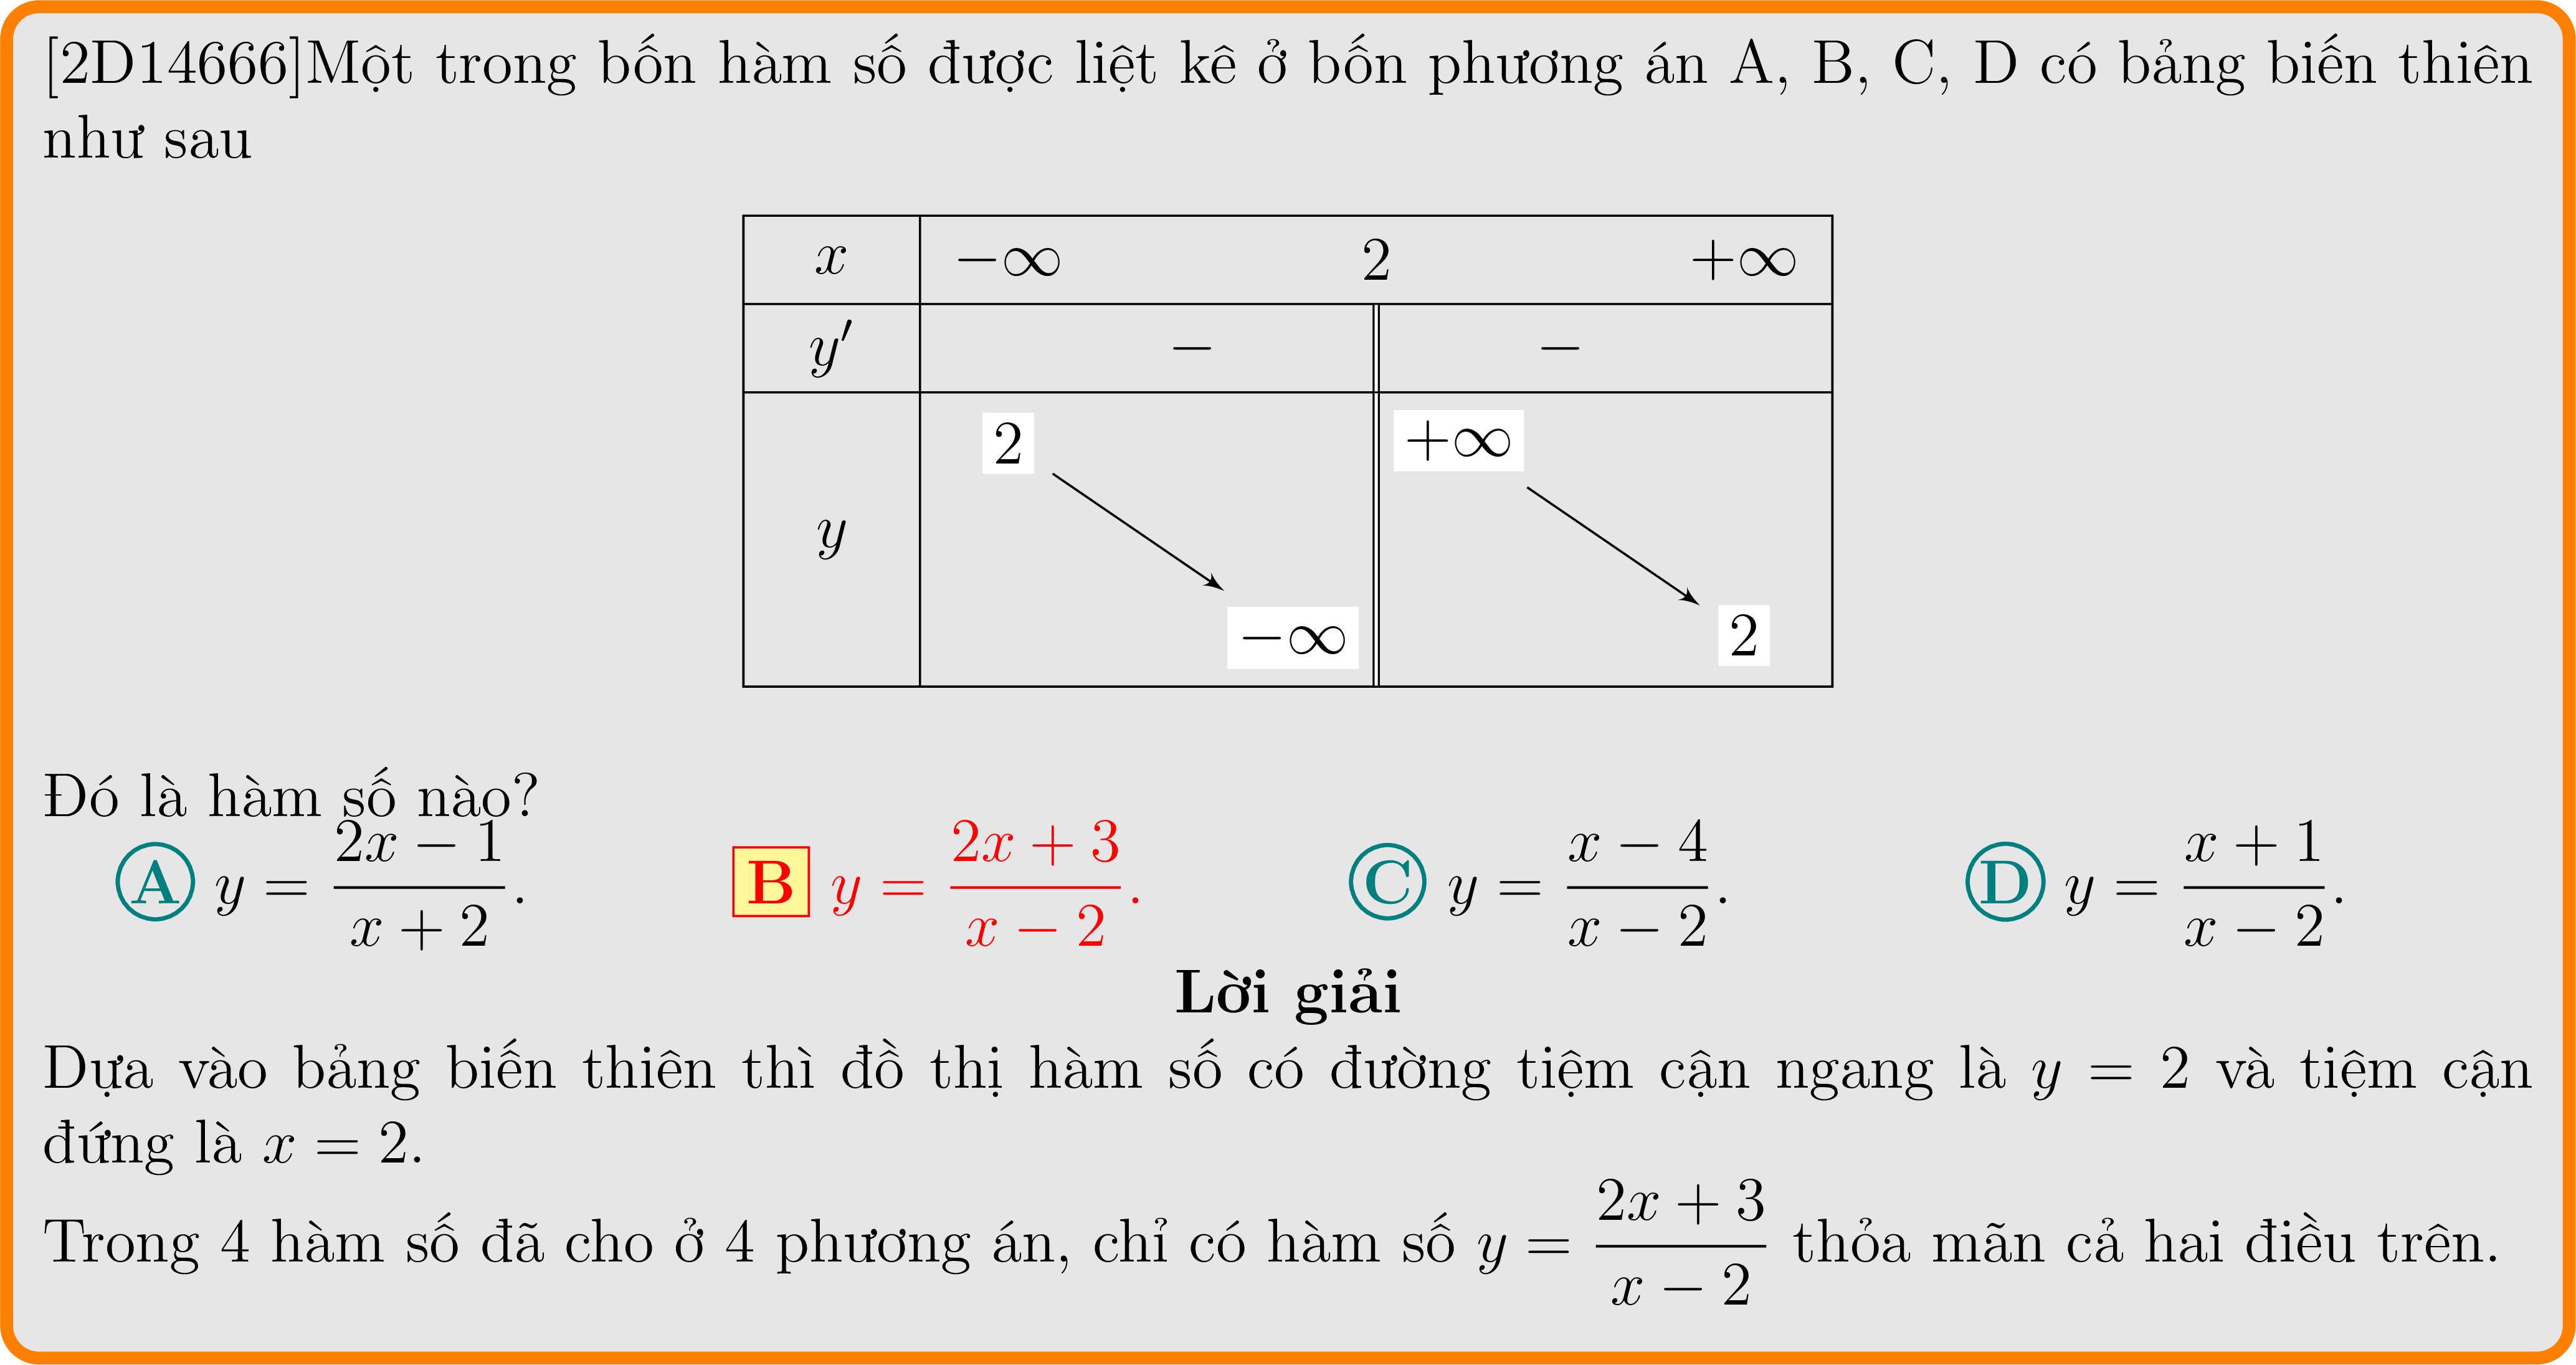 [2D14666]Một trong bốn hàm số được liệt kê ở bốn phương án A, B, C, D có bảng biến thiên
như sau
x −∞ 2 +∞
y′ − −
2 +∞
y
−∞ 2
Đó là hàm số nào?
A y = \frac{2x − 1}{x + 2}. B y = \frac{2x + 3}{x − 2}. C y = \frac{x − 4}{x − 2}. D y = \frac{x + 1}{x − 2}.
Lời giải
Dựa vào bảng biến thiên thì đồ thị hàm số có đường tiệm cận ngang là y = 2 và tiệm cận
đứng là x = 2.
Trong 4 hàm số đã cho ở 4 phương án, chỉ có hàm số y = \frac{2x + 3}{x − 2} thỏa mãn cả hai điều trên.